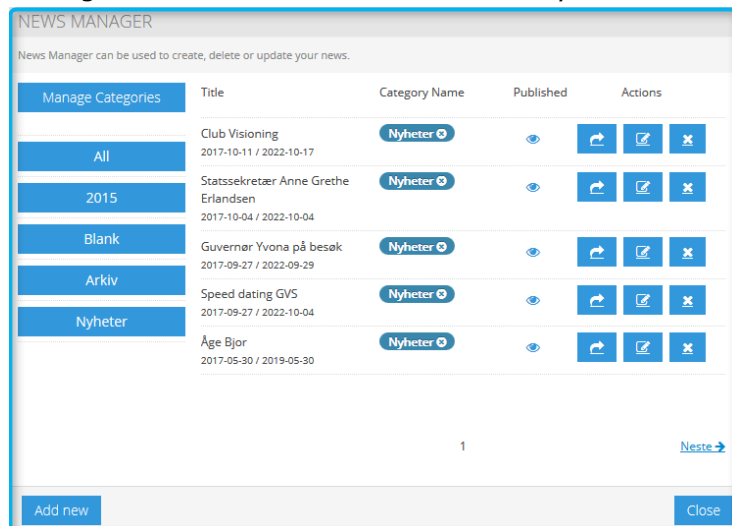 NEWS MANAGER
News Manager can be used to create, delete or update your news.
Manage Categories
All
2015
Blank
Arkiv
Nyheter
Title Category Name Published Actions
Club Visioning Nyheter
2017-10-11 / 2022-10-17
Statssekretær Anne Grethe Nyheter
Erlandsen
2017-10-04 / 2022-10-04
Guvernør Yvona på besøk Nyheter
2017-09-27 / 2022-09-29
Speed dating GVS Nyheter
2017-09-27 / 2022-10-04
Åge Bjor Nyheter
2017-05-30 / 2019-05-30
1 Neste
Add new Close